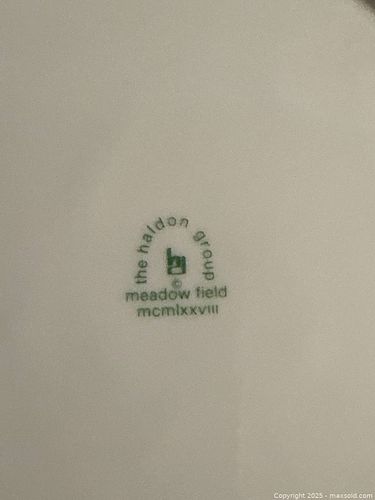 the haldon group
©
meadow field
mcmlxxviii
Copyright 2025 - maxsold.com